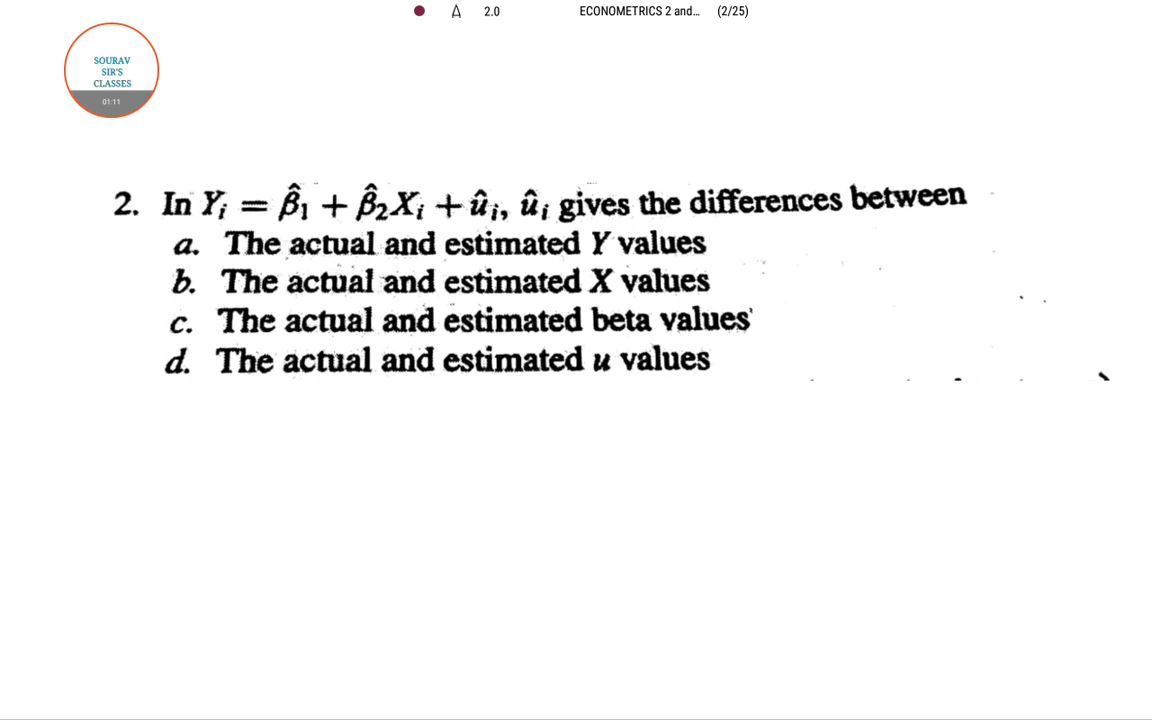 2.0 ECONOMETRICS 2 and... (2/25)
SOURAV
SIR'S
CLASSES
01:11
2. In Yᵢ = β̂₁ + β̂₂Xᵢ + ûᵢ, ûᵢ gives the differences between
a. The actual and estimated Y values
b. The actual and estimated X values
c. The actual and estimated beta values
d. The actual and estimated u values